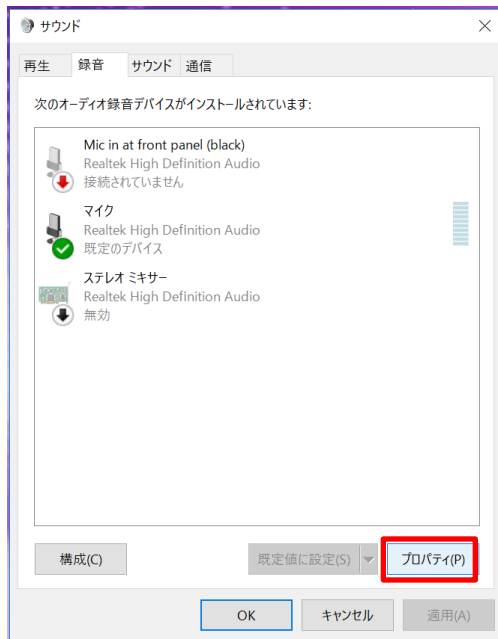 サウンド
再生 録音 サウンド 通信
次のオーディオ録音デバイスがインストールされています:
Mic in at front panel (black)
Realtek High Definition Audio
接続されていません
マイク
Realtek High Definition Audio
既定のデバイス
ステレオ ミキサー
Realtek High Definition Audio
無効
構成(C) 既定値に設定(S) プロパティ(P)
OK キャンセル 適用(A)